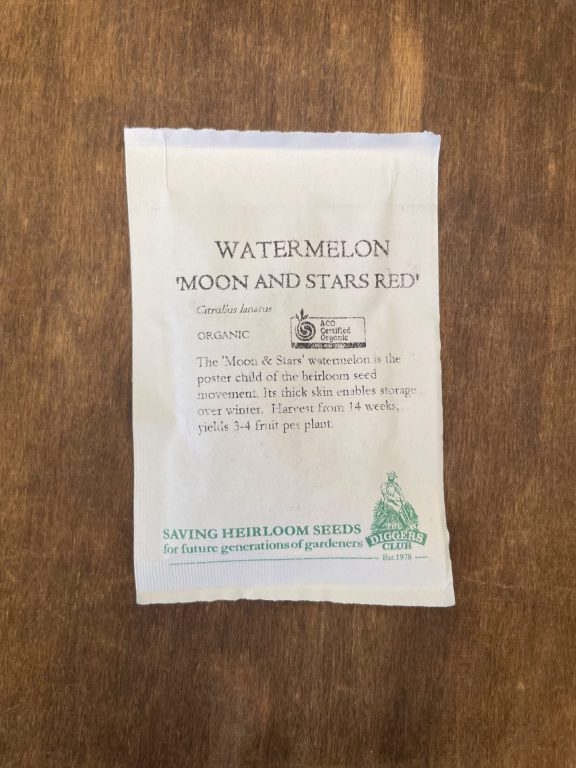 WATERMELON
'MOON AND STARS RED'
Citrullus lanatus
ORGANIC
ACO
Certified
Organic
The 'Moon & Stars' watermelon is the
poster child of the heirloom seed
movement. Its thick skin enables storage
over winter. Harvest from 14 weeks;
yields 3-4 fruit per plant.
SAVING HEIRLOOM SEEDS
for future generations of gardeners
THE
DIGGERS
CLUB
Est. 1978